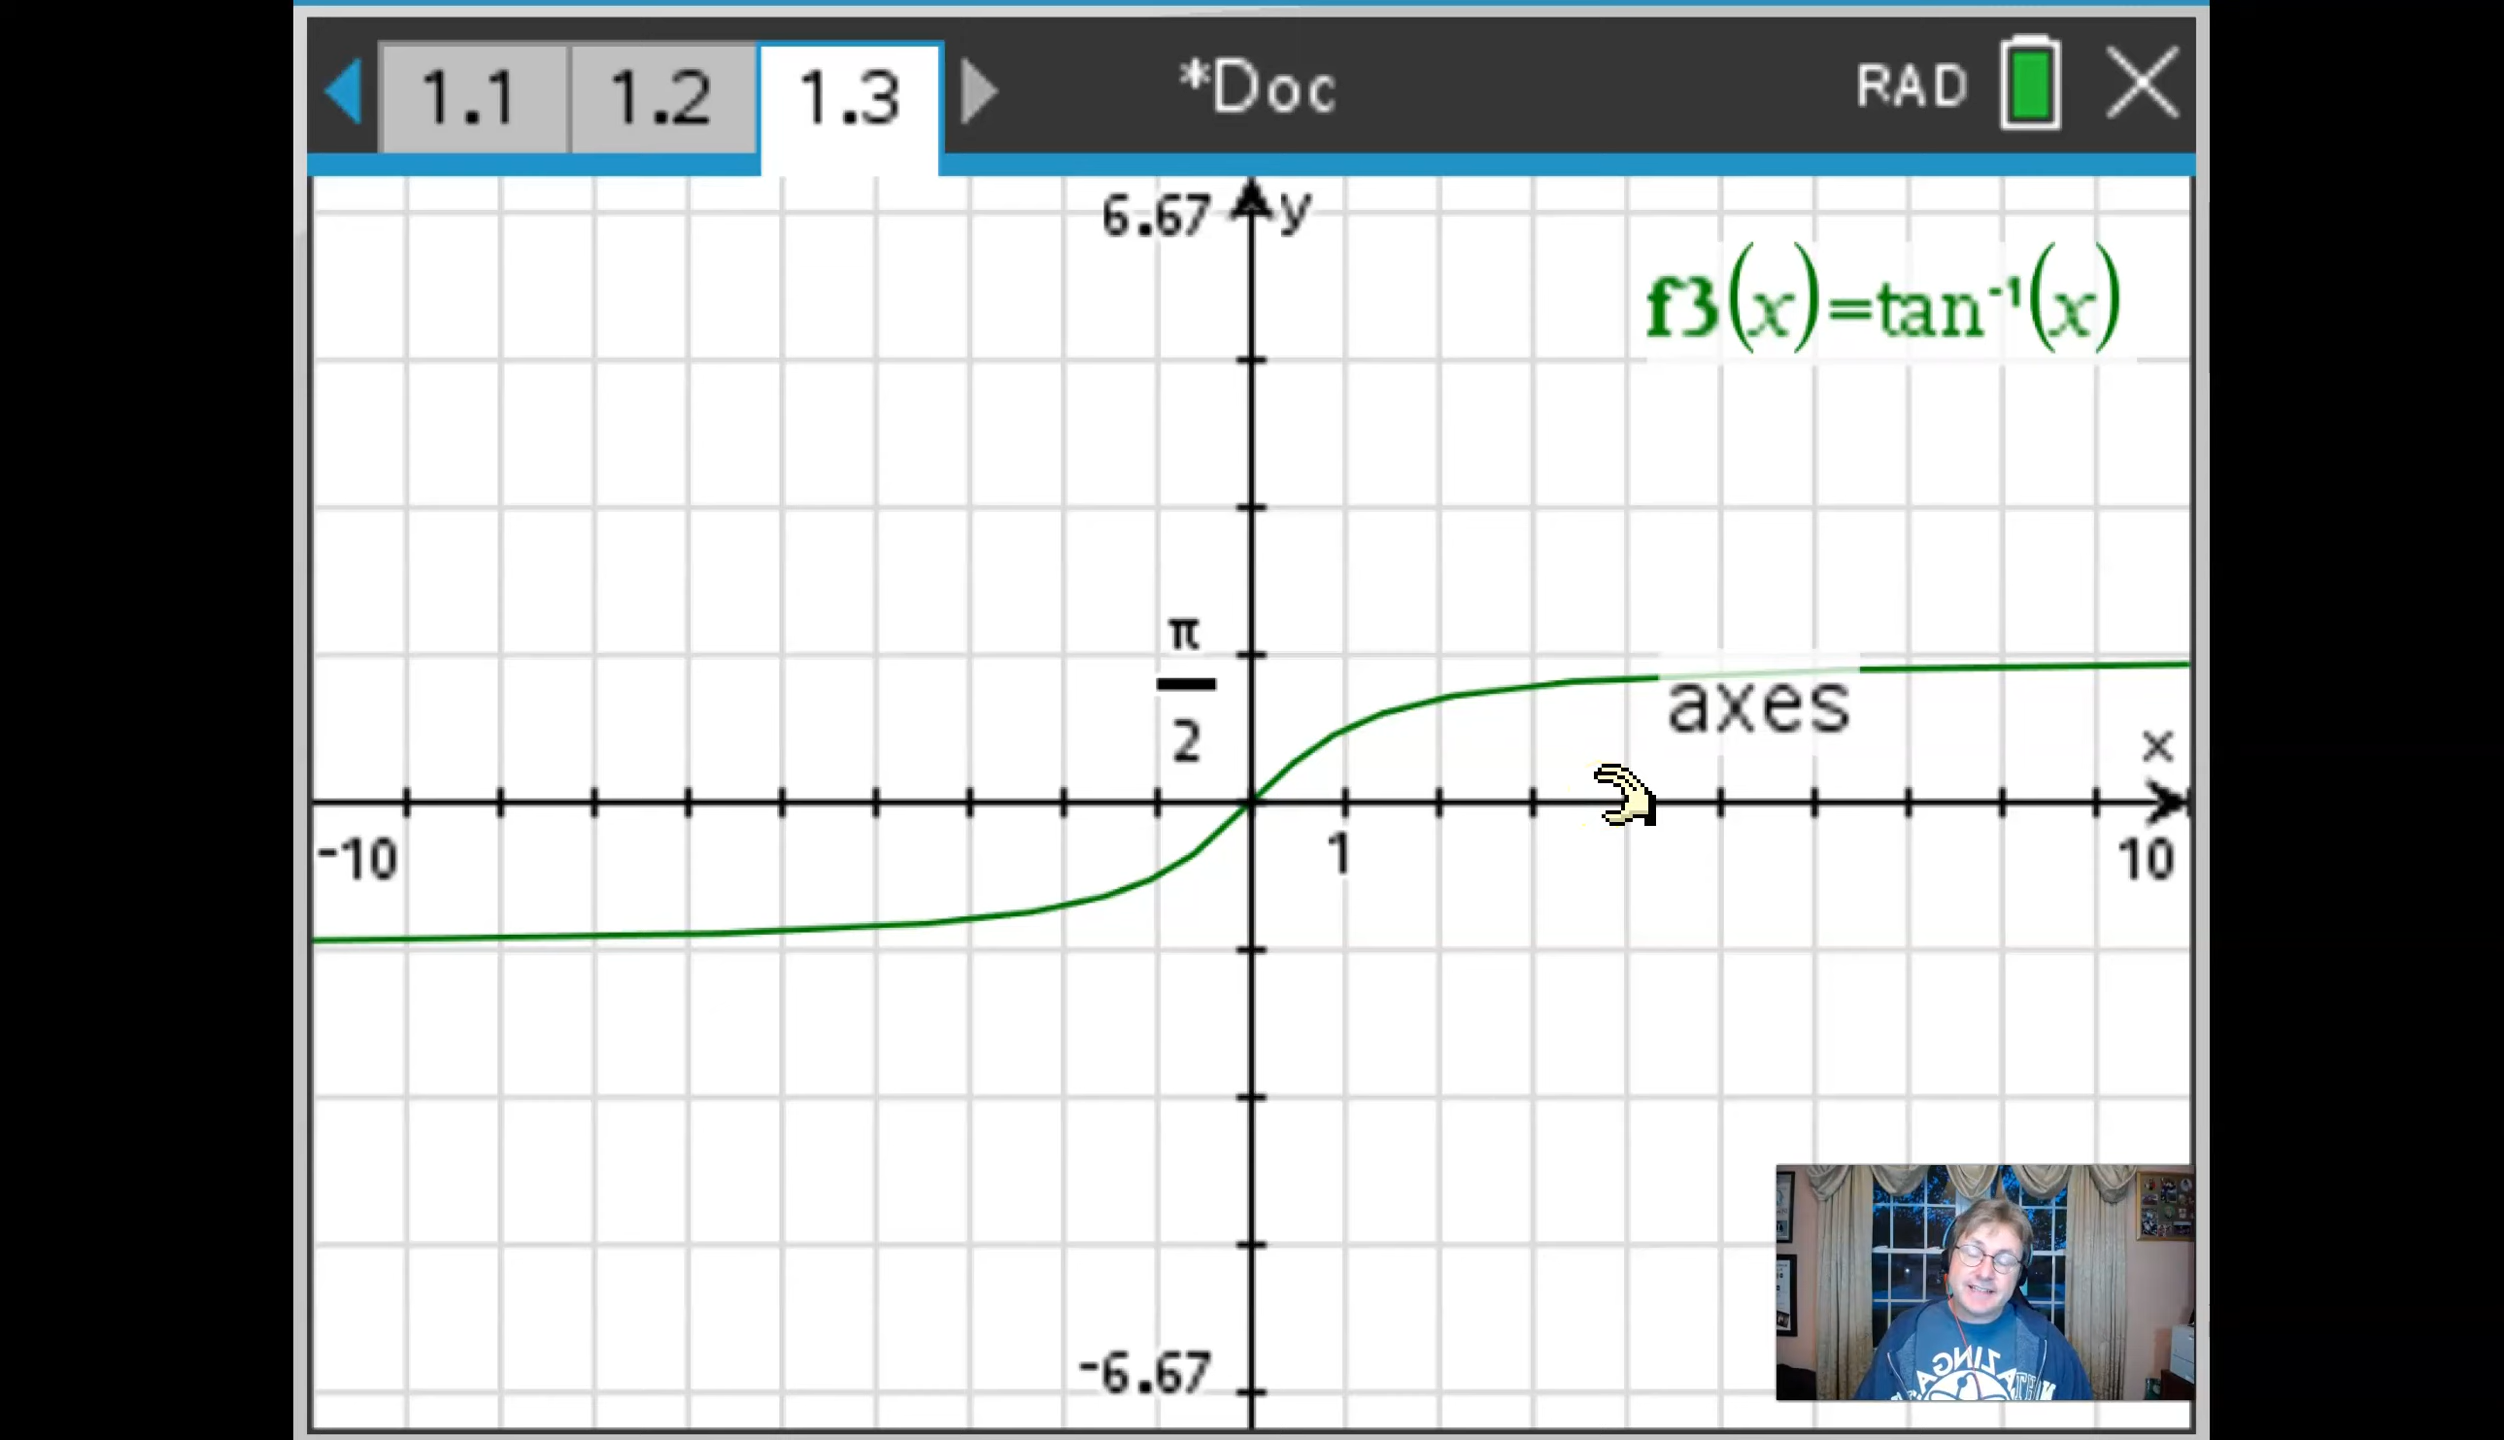 1.1 1.2 1.3 *Doc RAD
6.67 y
f3(x)=tan⁻¹(x)
π
2
axes
x
-10 1 10
-6.67